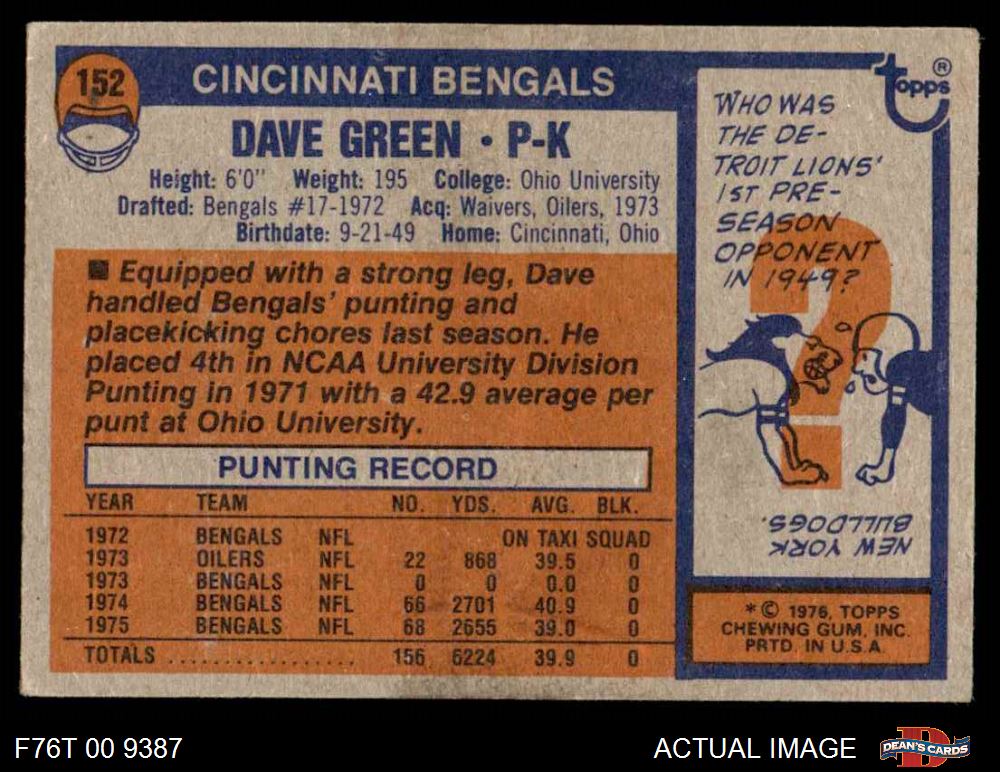 152
CINCINNATI BENGALS
DAVE GREEN • P-K
Height: 6'0" Weight: 195 College: Ohio University
Drafted: Bengals #17-1972 Acq: Waivers, Oilers, 1973
Birthdate: 9-21-49 Home: Cincinnati, Ohio
■ Equipped with a strong leg, Dave
handled Bengals' punting and
placekicking chores last season. He
placed 4th in NCAA University Division
Punting in 1971 with a 42.9 average per
punt at Ohio University.
PUNTING RECORD
YEAR TEAM NO. YDS. AVG. BLK.
1972 BENGALS NFL ON TAXI SQUAD
1973 OILERS NFL 22 868 39.5 0
1973 BENGALS NFL 0 0 0.0 0
1974 BENGALS NFL 66 2701 40.9 0
1975 BENGALS NFL 68 2655 39.0 0
TOTALS .................. 156 6224 39.9 0
topps ®
WHO WAS
THE DE-
TROIT LIONS'
1ST PRE-
SEASON
OPPONENT
IN 1949?
?
NEW YORK
BULLDOGS.
*© 1976, TOPPS
CHEWING GUM, INC.
PRTD. IN U.S.A.
F76T 00 9387
ACTUAL IMAGE
DEAN'S CARDS